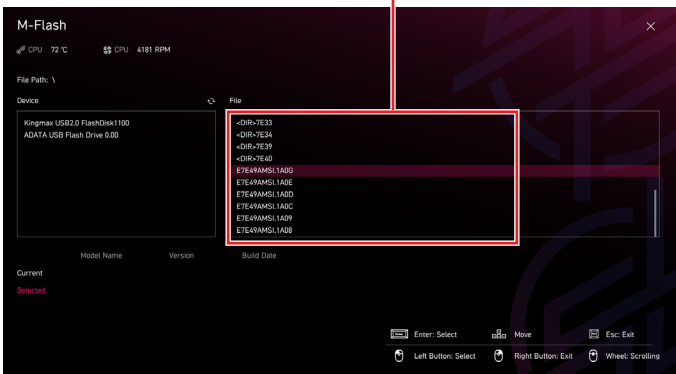 M-Flash
CPU 72 °C CPU 4181 RPM
File Path: \
Device File
Kingmax USB2.0 FlashDisk1100
ADATA USB Flash Drive 0.00
<DIR>7E33
<DIR>7E34
<DIR>7E39
<DIR>7E40
E7E49AMSI.1A0G
E7E49AMSI.1A0E
E7E49AMSI.1A0D
E7E49AMSI.1A0C
E7E49AMSI.1A09
E7E49AMSI.1A08
Model Name Version Build Date
Current
Selected
Enter: Select Move Esc: Exit
Left Button: Select Right Button: Exit Wheel: Scrolling